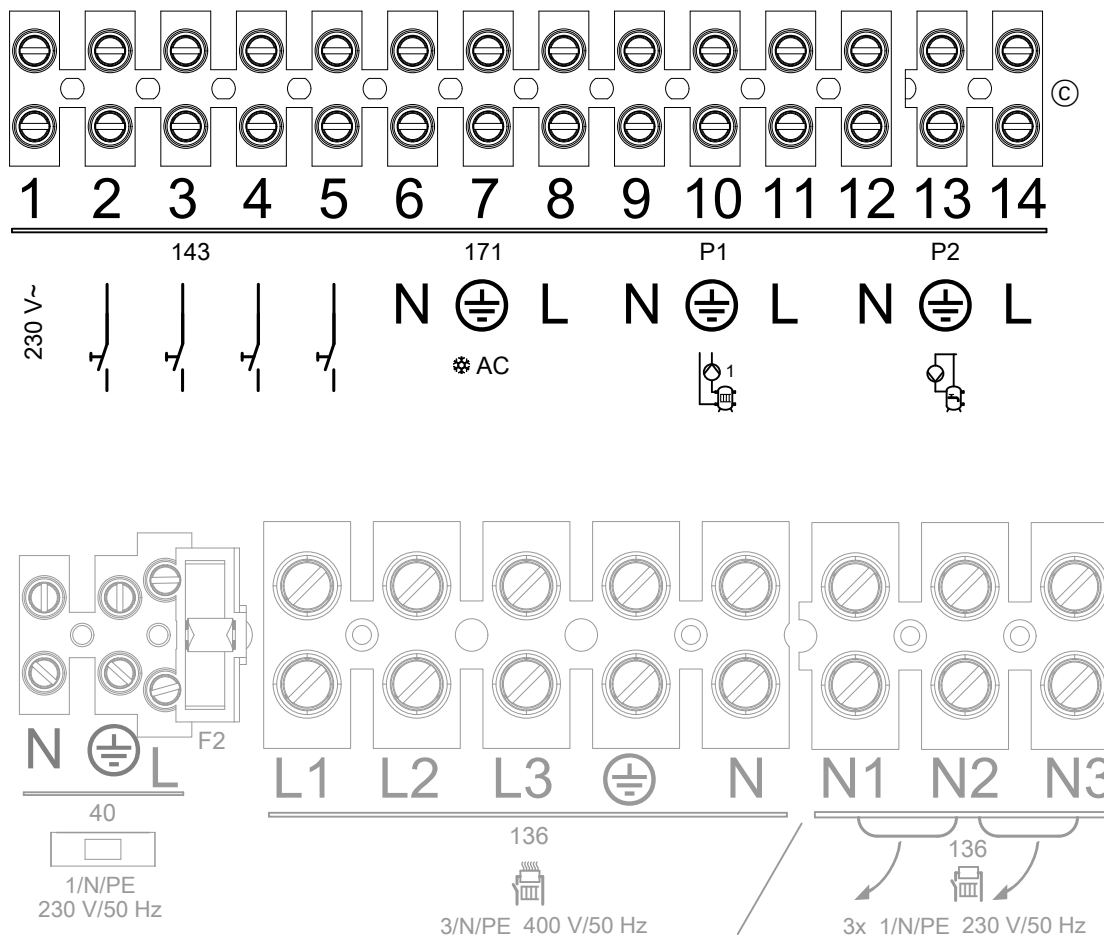 ©
1 2 3 4 5 6 7 8 9 10 11 12 13 14
143 171 P1 P2
230 V~
N L N L N L
AC
1
F2
N L
L1 L2 L3 N N1 N2 N3
40
136
136
1/N/PE
230 V/50 Hz
3/N/PE 400 V/50 Hz
3x 1/N/PE 230 V/50 Hz